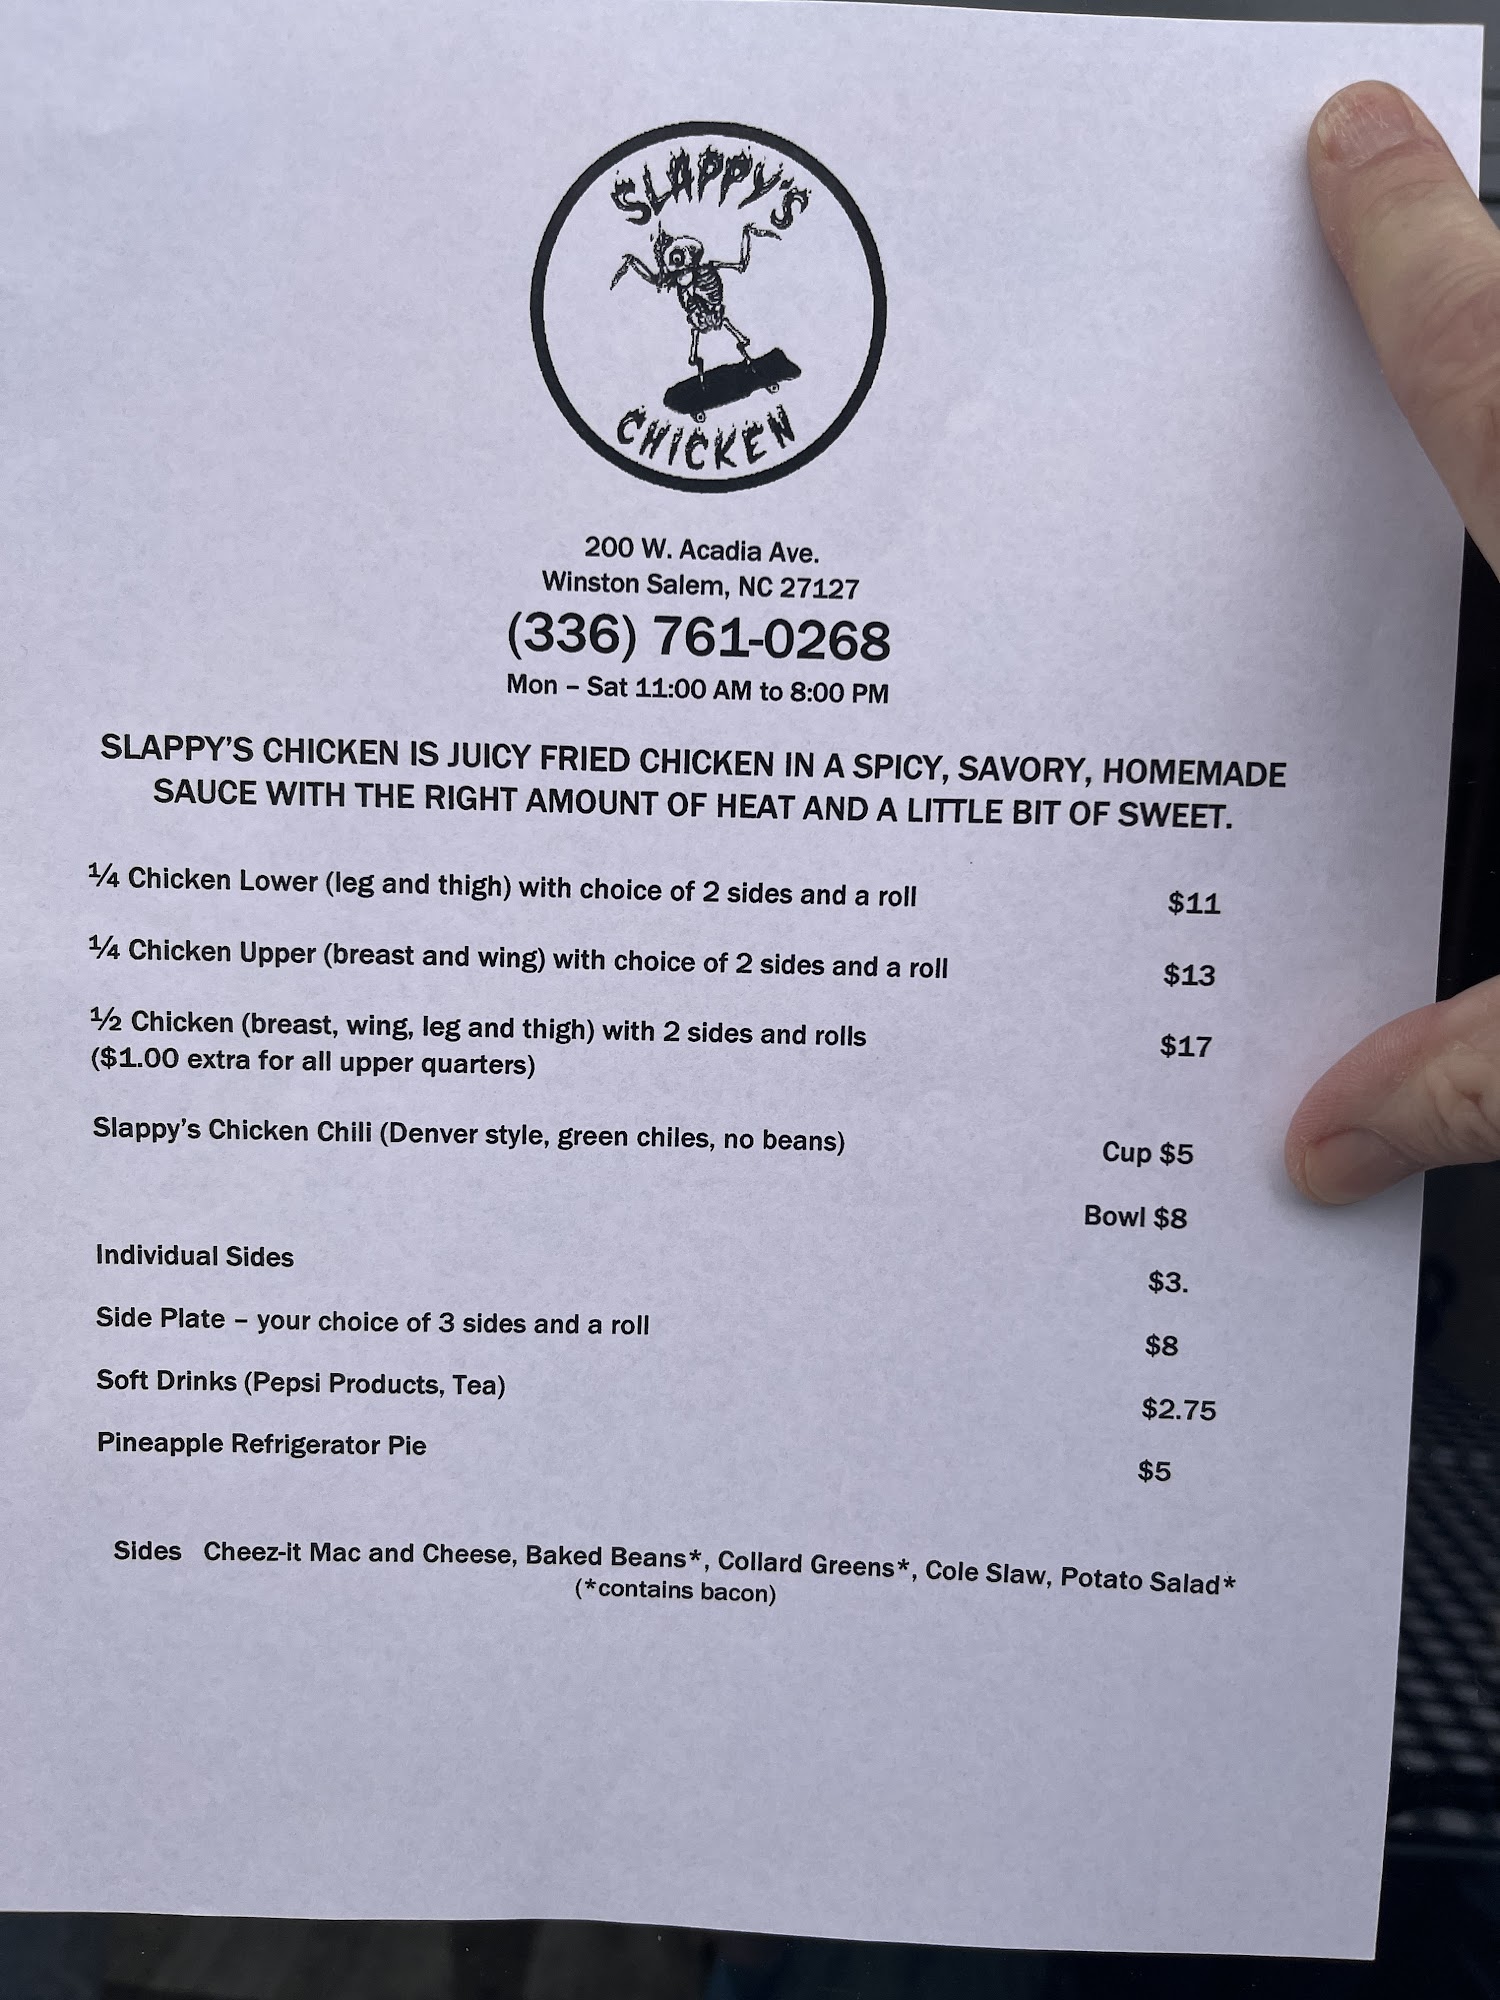 SLAPPY'S
CHICKEN
200 W. Acadia Ave.
Winston Salem, NC 27127
(336) 761-0268
Mon – Sat 11:00 AM to 8:00 PM
SLAPPY'S CHICKEN IS JUICY FRIED CHICKEN IN A SPICY, SAVORY, HOMEMADE
SAUCE WITH THE RIGHT AMOUNT OF HEAT AND A LITTLE BIT OF SWEET.
¼ Chicken Lower (leg and thigh) with choice of 2 sides and a roll $11
¼ Chicken Upper (breast and wing) with choice of 2 sides and a roll $13
½ Chicken (breast, wing, leg and thigh) with 2 sides and rolls $17
($1.00 extra for all upper quarters)
Slappy's Chicken Chili (Denver style, green chiles, no beans) Cup $5
Bowl $8
Individual Sides $3.
Side Plate – your choice of 3 sides and a roll $8
Soft Drinks (Pepsi Products, Tea) $2.75
Pineapple Refrigerator Pie $5
Sides Cheez-it Mac and Cheese, Baked Beans*, Collard Greens*, Cole Slaw, Potato Salad*
(*contains bacon)